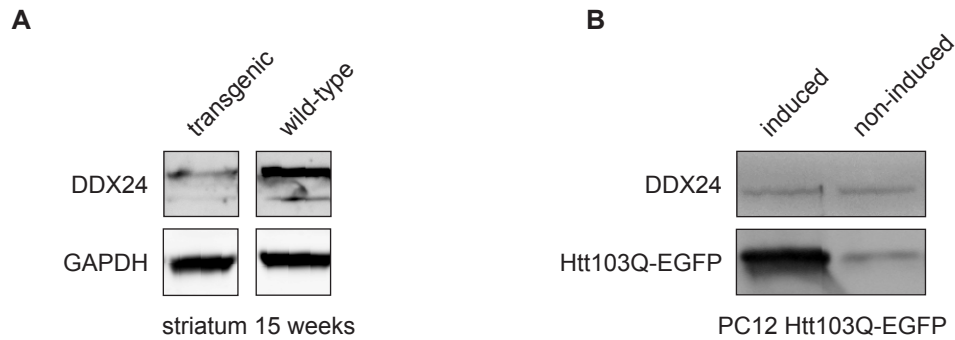 A
transgenic
wild-type
DDX24
GAPDH
striatum 15 weeks
B
induced
non-induced
DDX24
Htt103Q-EGFP
PC12 Htt103Q-EGFP